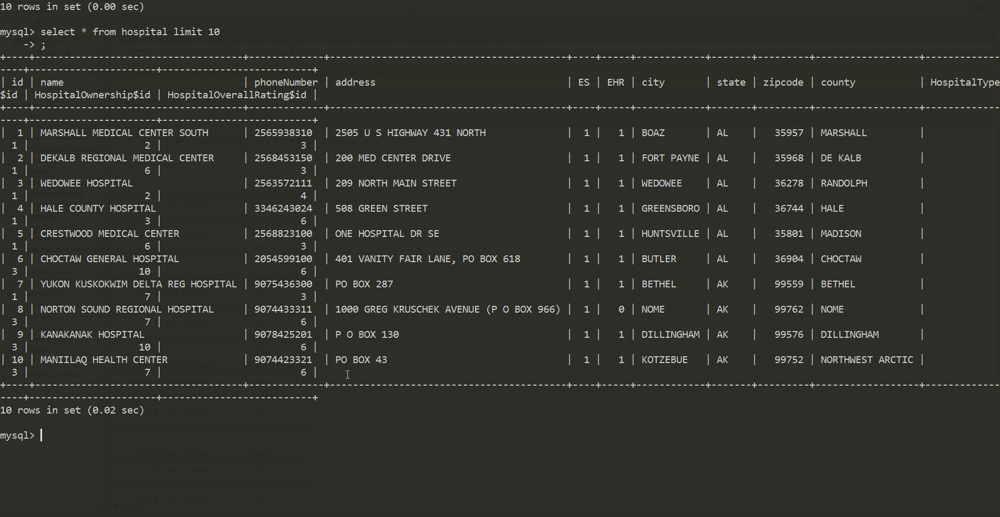 10 rows in set (0.00 sec)
mysql> select * from hospital limit 10
    -> ;
+----+-------------------------------------+-------------+-----------------------------------------+----+-----+------------+-------+---------+------------------+-------------
----+----------------------+--------------------------+
| id | name                                | phoneNumber | address                                 | ES | EHR | city       | state | zipcode | county           | HospitalType
$id | HospitalOwnership$id | HospitalOverallRating$id |
+----+-------------------------------------+-------------+-----------------------------------------+----+-----+------------+-------+---------+------------------+-------------
----+----------------------+--------------------------+
|  1 | MARSHALL MEDICAL CENTER SOUTH       | 2565938310  | 2505 U S HIGHWAY 431 NORTH              |  1 |   1 | BOAZ       | AL    |   35957 | MARSHALL         |
  1 |                    2 |                        3 |
|  2 | DEKALB REGIONAL MEDICAL CENTER      | 2568453150  | 200 MED CENTER DRIVE                    |  1 |   1 | FORT PAYNE | AL    |   35968 | DE KALB          |
  1 |                    6 |                        3 |
|  3 | WEDOWEE HOSPITAL                    | 2563572111  | 209 NORTH MAIN STREET                   |  1 |   1 | WEDOWEE    | AL    |   36278 | RANDOLPH         |
  1 |                    2 |                        4 |
|  4 | HALE COUNTY HOSPITAL                | 3346243024  | 508 GREEN STREET                        |  1 |   1 | GREENSBORO | AL    |   36744 | HALE             |
  1 |                    3 |                        6 |
|  5 | CRESTWOOD MEDICAL CENTER            | 2568823100  | ONE HOSPITAL DR SE                      |  1 |   1 | HUNTSVILLE | AL    |   35801 | MADISON          |
  1 |                    6 |                        3 |
|  6 | CHOCTAW GENERAL HOSPITAL            | 2054599100  | 401 VANITY FAIR LANE, PO BOX 618        |  1 |   1 | BUTLER     | AL    |   36904 | CHOCTAW          |
  3 |                   10 |                        6 |
|  7 | YUKON KUSKOKWIM DELTA REG HOSPITAL  | 9075436300  | PO BOX 287                              |  1 |   1 | BETHEL     | AK    |   99559 | BETHEL           |
  1 |                    7 |                        3 |
|  8 | NORTON SOUND REGIONAL HOSPITAL      | 9074433311  | 1000 GREG KRUSCHEK AVENUE (P O BOX 966) |  1 |   0 | NOME       | AK    |   99762 | NOME             |
  3 |                    7 |                        6 |
|  9 | KANAKANAK HOSPITAL                  | 9078425201  | P O BOX 130                             |  1 |   1 | DILLINGHAM | AK    |   99576 | DILLINGHAM       |
  3 |                   10 |                        6 |
| 10 | MANIILAQ HEALTH CENTER              | 9074423321  | PO BOX 43                               |  1 |   1 | KOTZEBUE   | AK    |   99752 | NORTHWEST ARCTIC |
  3 |                    7 |                        6 |
+----+-------------------------------------+-------------+-----------------------------------------+----+-----+------------+-------+---------+------------------+-------------
----+----------------------+--------------------------+
10 rows in set (0.02 sec)
mysql>